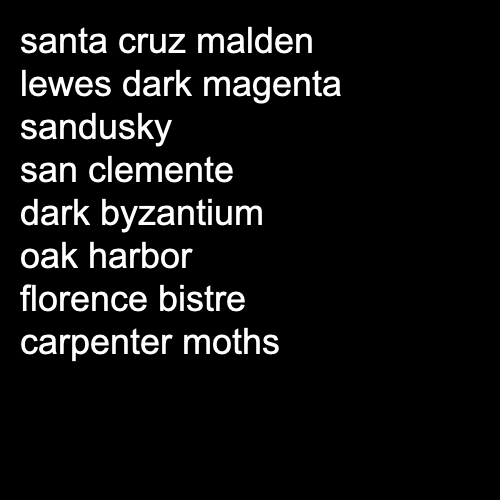 santa cruz malden
lewes dark magenta
sandusky
san clemente
dark byzantium
oak harbor
florence bistre
carpenter moths